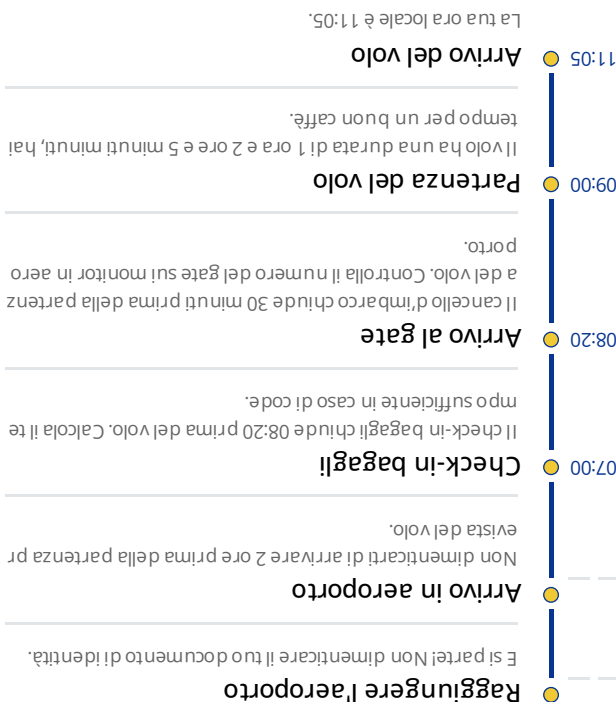 Raggiungere l'aeroporto
E si parte! Non dimenticare il tuo documento di identità.
Arrivo in aeroporto
Non dimenticarti di arrivare 2 ore prima della partenza pr
evista del volo.
07:00
Check-in bagagli
Il check-in bagagli chiude 08:20 prima del volo. Calcola il te
mpo sufficiente in caso di code.
08:20
Arrivo al gate
Il cancello d'imbarco chiude 30 minuti prima della partenz
a del volo. Controlla il numero del gate sui monitor in aero
porto.
09:00
Partenza del volo
Il volo ha una durata di 1 ora e 2 ore e 5 minuti minuti, hai
tempo per un buon caffè.
11:05
Arrivo del volo
La tua ora locale è 11:05.